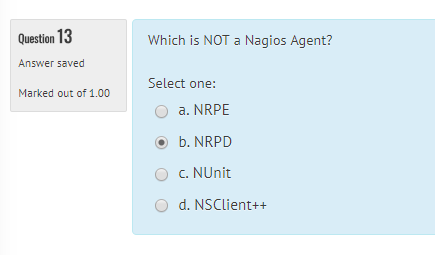 Question 13
Answer saved
Marked out of 1.00
Which is NOT a Nagios Agent?
Select one:
a. NRPE
b. NRPD
c. NUnit
d. NSClient++